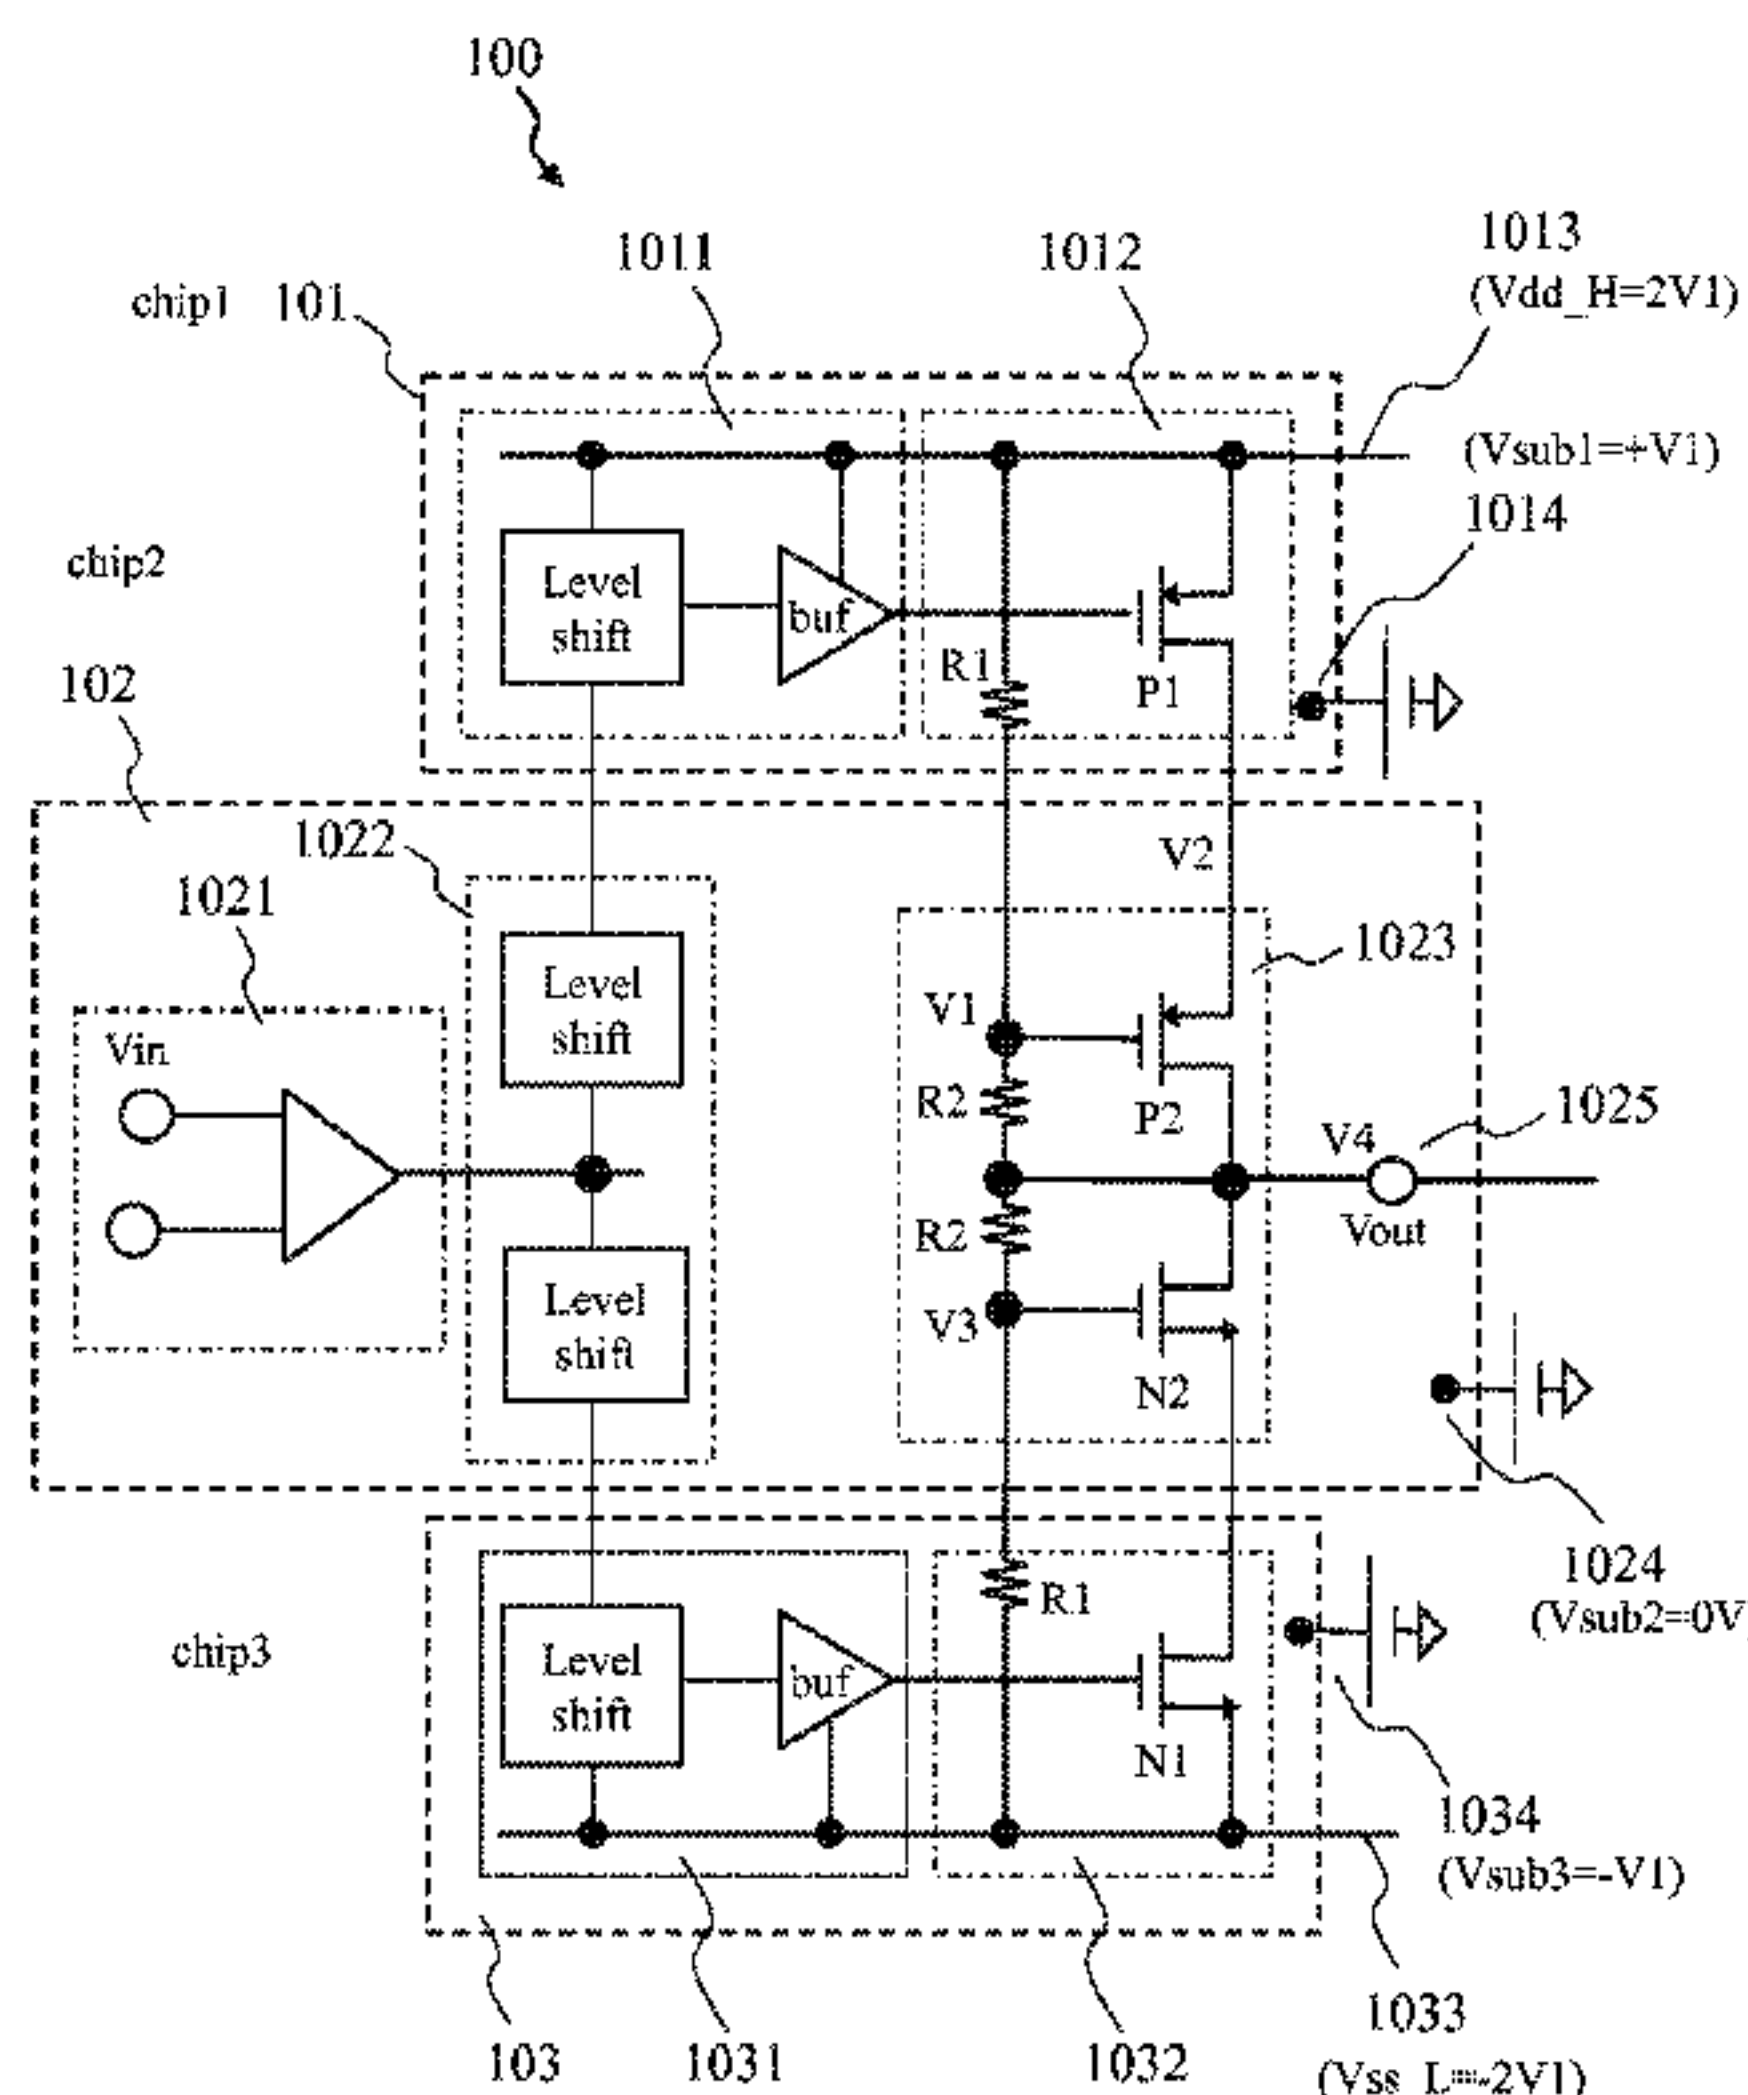 100
1011
1012
1013
(Vdd_H=2V1)
chip1 101
(Vsub1=+V1)
1014
chip2
Level
shift
buf
R1
P1
102
1022
V2
1021
1023
Level
shift
Vin
V1
R2
P2
1025
V4
R2
Vout
Level
shift
V3
N2
1024
(Vsub2=0V
chip3
Level
shift
buf
R1
N1
1034
(Vsub3=-V1)
1033
103
1031
1032
(Vss_L=-2V1)